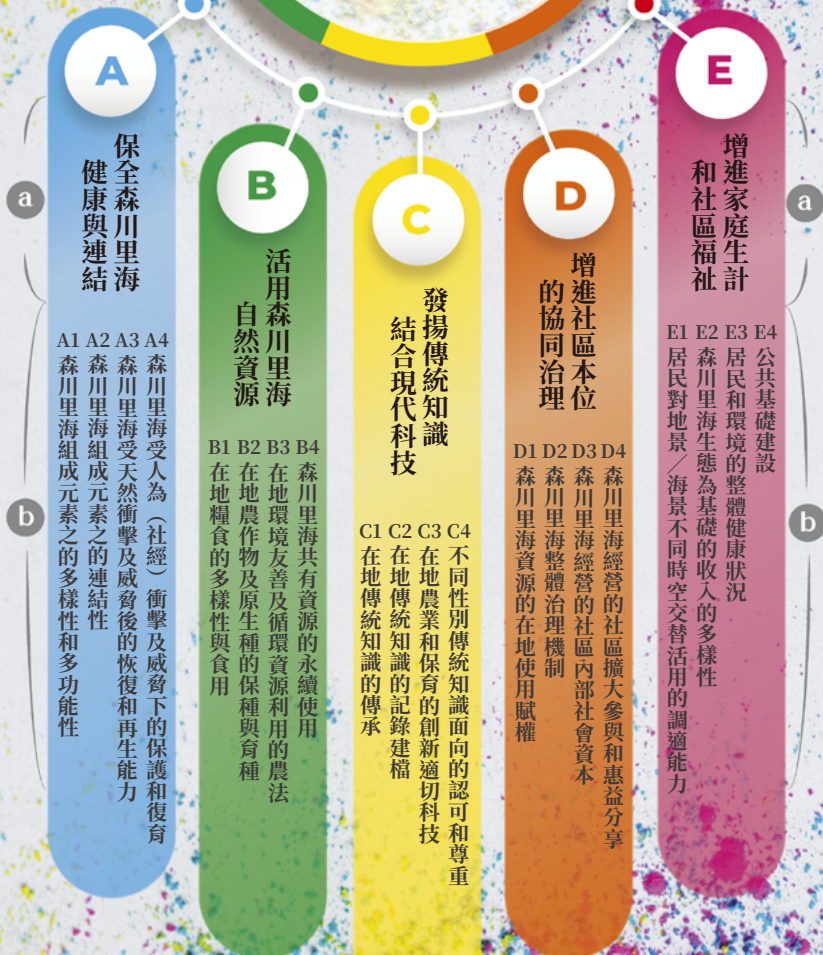 A
保全森川里海
健康與連結
A1 森川里海組成元素之的多樣性和多功能性
A2 森川里海組成元素之的連結性
A3 森川里海受天然衝擊及威脅後的恢復和再生能力
A4 森川里海受人為（社經）衝擊及威脅下的保護和復育
B
活用森川里海
自然資源
B1 在地糧食的多樣性與食用
B2 在地農作物及原生種的保種與育種
B3 在地環境友善及循環資源利用的農法
B4 森川里海共有資源的永續使用
C
發揚傳統知識
結合現代科技
C1 在地傳統知識的傳承
C2 在地傳統知識的記錄建檔
C3 在地農業和保育的創新適切科技
C4 不同性別傳統知識面向的認可和尊重
D
增進社區本位
的協同治理
D1 森川里海資源的在地使用賦權
D2 森川里海整體治理機制
D3 森川里海經營的社區內部社會資本
D4 森川里海經營的社區擴大參與和惠益分享
E
增進家庭生計
和社區福祉
E1 居民對地景／海景不同時空交替活用的調適能力
E2 森川里海生態為基礎的收入的多樣性
E3 居民和環境的整體健康狀況
E4 公共基礎建設
a
b
a
b